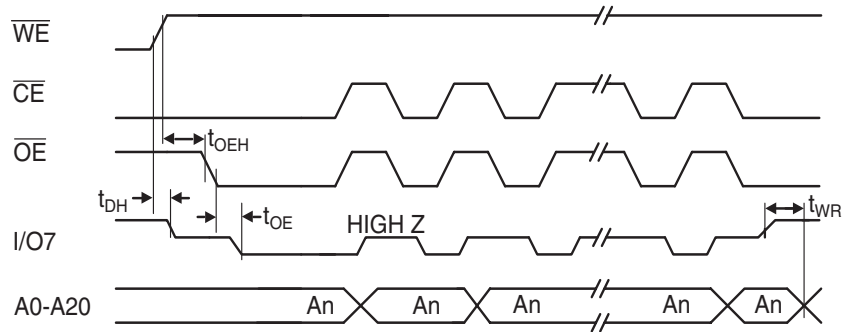 WE
CE
tOEH
OE
tDH
tOE
HIGH Z
tWR
I/O7
A0-A20 An An An An An